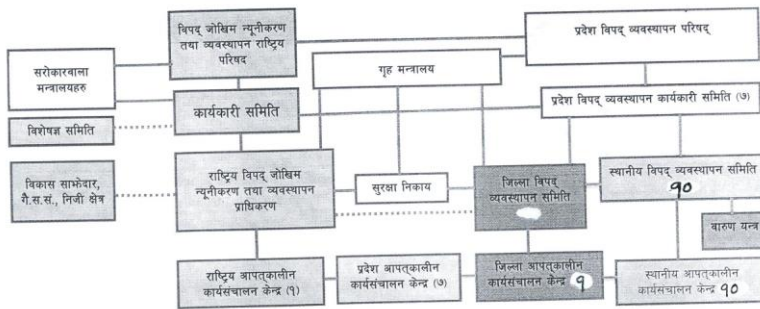 विपद् जोखिम न्यूनीकरण
तथा व्यवस्थापन राष्ट्रिय
परिषद
प्रदेश विपद् व्यवस्थापन परिषद्
सरोकारवाला
मन्त्रालयहरु
गृह मन्त्रालय
कार्यकारी समिति
प्रदेश विपद् व्यवस्थापन कार्यकारी समिति (७)
विशेषज्ञ समिति
विकास साझेदार,
गै.स.सं., निजी क्षेत्र
राष्ट्रिय विपद् जोखिम
न्यूनीकरण तथा व्यवस्थापन
प्राधिकरण
सुरक्षा निकाय
जिल्ला विपद्
व्यवस्थापन समिति
स्थानीय विपद् व्यवस्थापन समिति
१०
वारुण यन्त्र
राष्ट्रिय आपत्कालीन
कार्यसंचालन केन्द्र (१)
प्रदेश आपत्कालीन
कार्यसंचालन केन्द्र (७)
जिल्ला आपत्कालीन
कार्यसंचालन केन्द्र १
स्थानीय आपत्कालीन
कार्यसंचालन केन्द्र १०